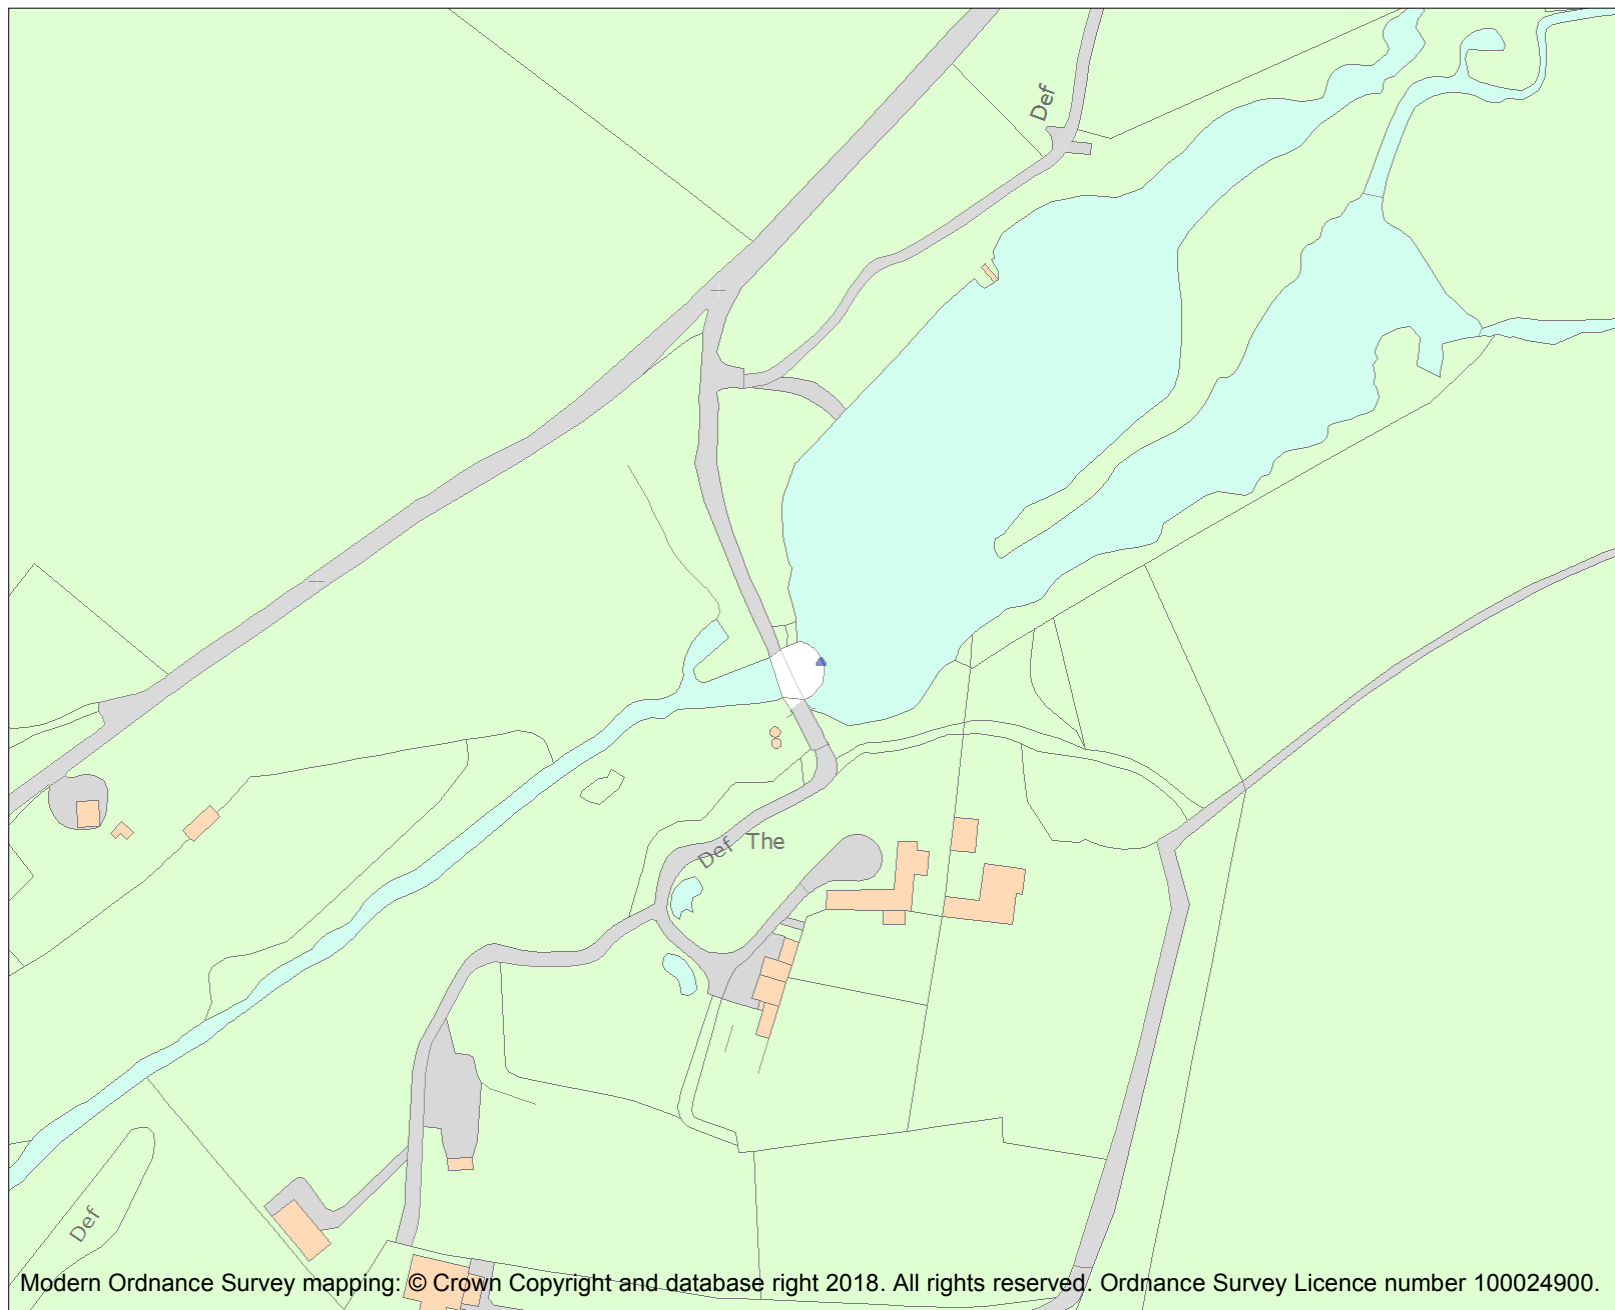 Def
Def The
Def
Modern Ordnance Survey mapping: © Crown Copyright and database right 2018. All rights reserved. Ordnance Survey Licence number 100024900.